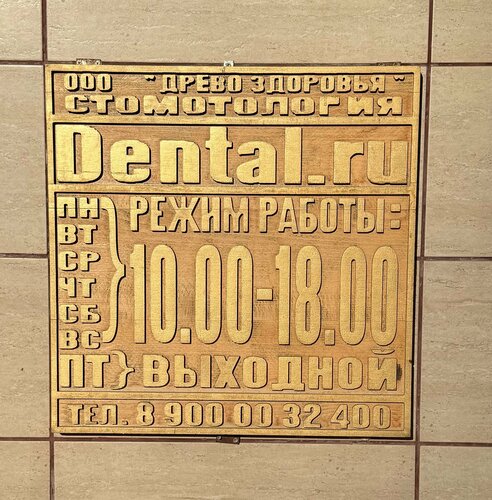 ООО "ДРЕВО ЗДОРОВЬЯ"
СТОМОТОЛОГИЯ
Dental.ru
РЕЖИМ РАБОТЫ:
ПН
ВТ
СР
ЧТ
СБ
ВС
10.00-18.00
ПТ } ВЫХОДНОЙ
ТЕЛ. 8 900 00 32 400